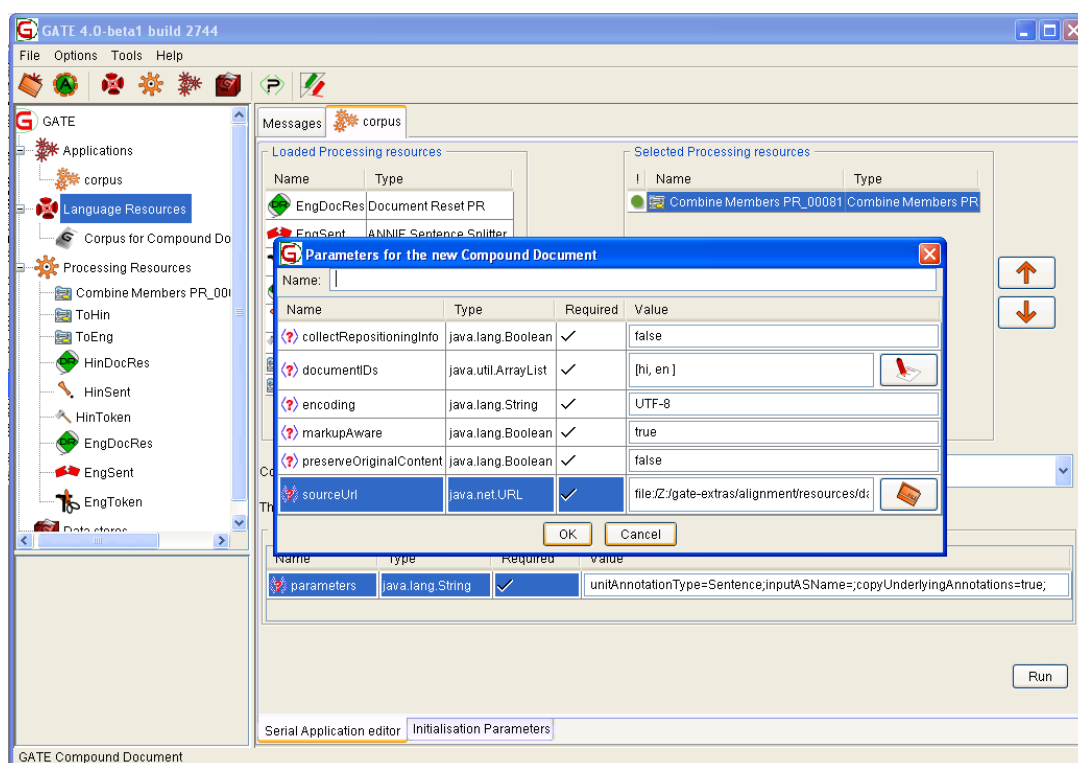 GATE 4.0-beta1 build 2744
File Options Tools Help
Messages corpus
GATE
Applications
corpus
Language Resources
Corpus for Compound Do
Processing Resources
Combine Members PR_00
ToHin
ToEng
HinDocRes
HinSent
HinToken
EngDocRes
EngSent
EngToken
Data stores
Loaded Processing resources
Name Type
EngDocRes Document Reset PR
EngSent ANNIE Sentence Splitter
Selected Processing resources
! Name Type
Combine Members PR_00081 Combine Members PR
Parameters for the new Compound Document
Name:
Name Type Required Value
collectRepositioningInfo java.lang.Boolean false
documentIDs java.util.ArrayList [hi, en ]
encoding java.lang.String UTF-8
markupAware java.lang.Boolean true
preserveOriginalContent java.lang.Boolean false
sourceUrl java.net.URL file:/Z:/gate-extras/alignment/resources/da
OK Cancel
Co
Th
Name Type Required Value
parameters java.lang.String unitAnnotationType=Sentence;inputASName=;copyUnderlyingAnnotations=true;
Run
Serial Application editor Initialisation Parameters
GATE Compound Document